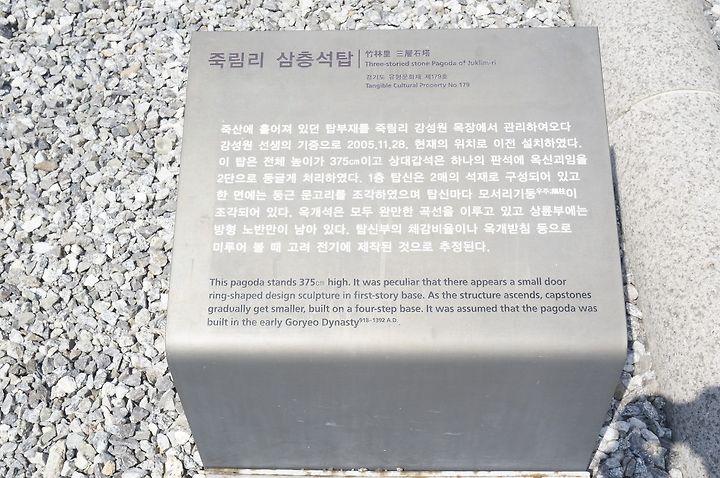 죽림리 삼층석탑
竹林里 三層石塔
Three-storied stone Pagoda of Juklim-ri
경기도 유형문화재 제179호
Tangible Cultural Property No.179
죽산에 흩어져 있던 탑부재를 죽림리 강성원 목장에서 관리하여오다
강성원 선생의 기증으로 2005.11.28. 현재의 위치로 이전 설치하였다.
이 탑은 전체 높이가 375㎝이고 상대갑석은 하나의 판석에 옥신괴임을
2단으로 둥글게 처리하였다. 1층 탑신은 2매의 석재로 구성되어 있고
한 면에는 둥근 문고리를 조각하였으며 탑신마다 모서리기둥우주;隅柱이
조각되어 있다. 옥개석은 모두 완만한 곡선을 이루고 있고 상륜부에는
방형 노반만이 남아 있다. 탑신부의 체감비율이나 옥개받침 등으로
미루어 볼 때 고려 전기에 제작된 것으로 추정된다.
This pagoda stands 375㎝ high. It was peculiar that there appears a small door
ring-shaped design sculpture in first-story base. As the structure ascends, capstones
gradually get smaller, built on a four-step base. It was assumed that the pagoda was
built in the early Goryeo Dynasty918-1392 A.D.